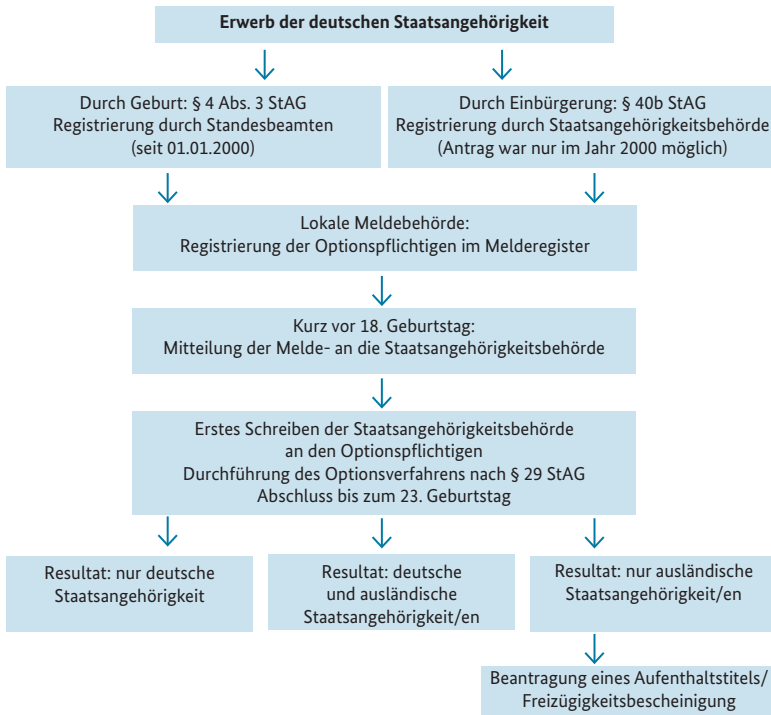 Erwerb der deutschen Staatsangehörigkeit
Durch Geburt: § 4 Abs. 3 StAG
Registrierung durch Standesbeamten
(seit 01.01.2000)
Durch Einbürgerung: § 40b StAG
Registrierung durch Staatsangehörigkeitsbehörde
(Antrag war nur im Jahr 2000 möglich)
Lokale Meldebehörde:
Registrierung der Optionspflichtigen im Melderegister
Kurz vor 18. Geburtstag:
Mitteilung der Melde- an die Staatsangehörigkeitsbehörde
Erstes Schreiben der Staatsangehörigkeitsbehörde
an den Optionspflichtigen
Durchführung des Optionsverfahrens nach § 29 StAG
Abschluss bis zum 23. Geburtstag
Resultat: nur deutsche
Staatsangehörigkeit
Resultat: deutsche
und ausländische
Staatsangehörigkeit/en
Resultat: nur ausländische
Staatsangehörigkeit/en
Beantragung eines Aufenthaltstitels/
Freizügigkeitsbescheinigung